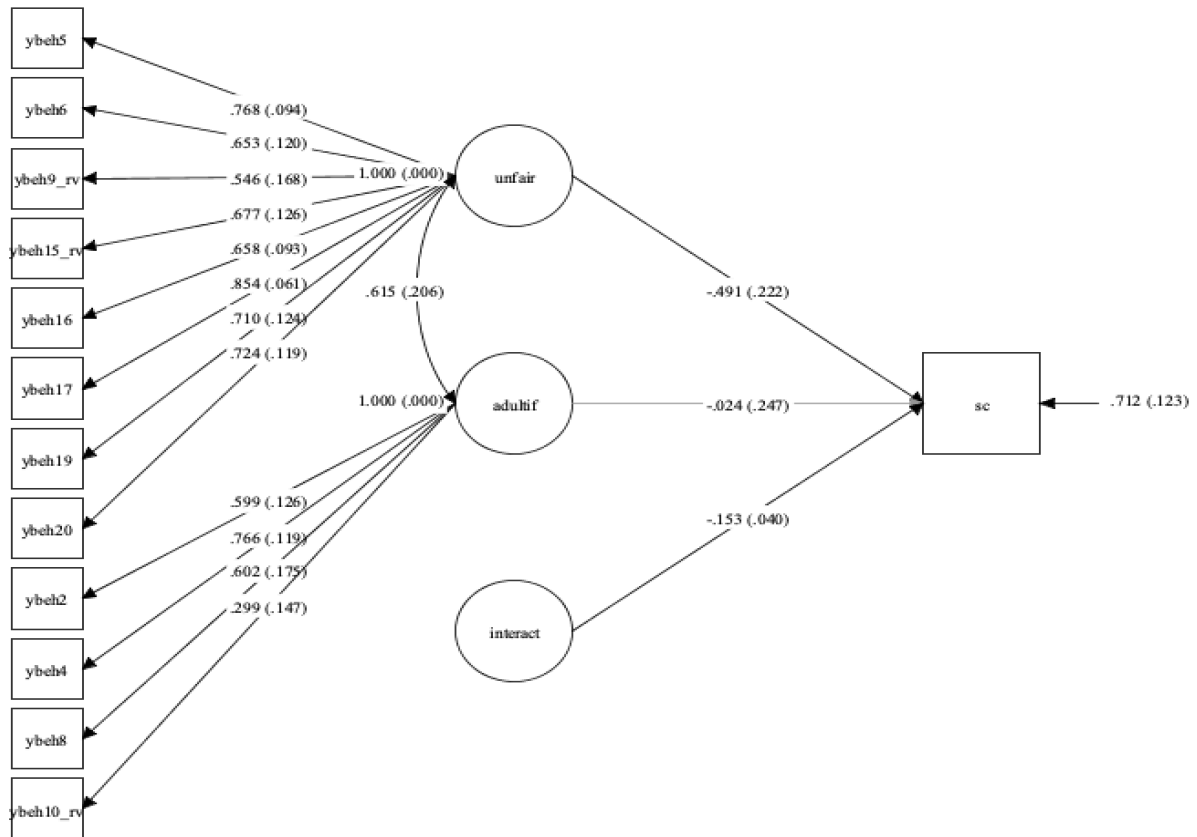 ybeh5
ybeh6
ybeh9_rv
ybeh15_rv
ybeh16
ybeh17
ybeh19
ybeh20
ybeh2
ybeh4
ybeh8
ybeh10_rv
.768 (.094)
.653 (.120)
.546 (.168)
.677 (.126)
.658 (.093)
.854 (.061)
.710 (.124)
.724 (.119)
.599 (.126)
.766 (.119)
.602 (.175)
.299 (.147)
1.000 (.000)
unfair
.615 (.206)
1.000 (.000)
adultif
interact
-.491 (.222)
-.024 (.247)
-.153 (.040)
sc
.712 (.123)